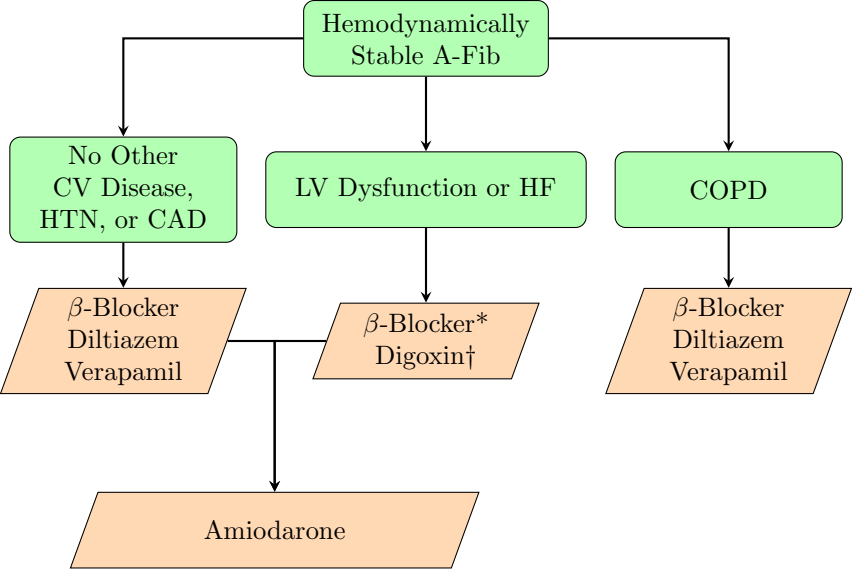 Hemodynamically
Stable A-Fib
No Other
CV Disease,
HTN, or CAD
LV Dysfunction or HF
COPD
β-Blocker
Diltiazem
Verapamil
β-Blocker*
Digoxin†
β-Blocker
Diltiazem
Verapamil
Amiodarone